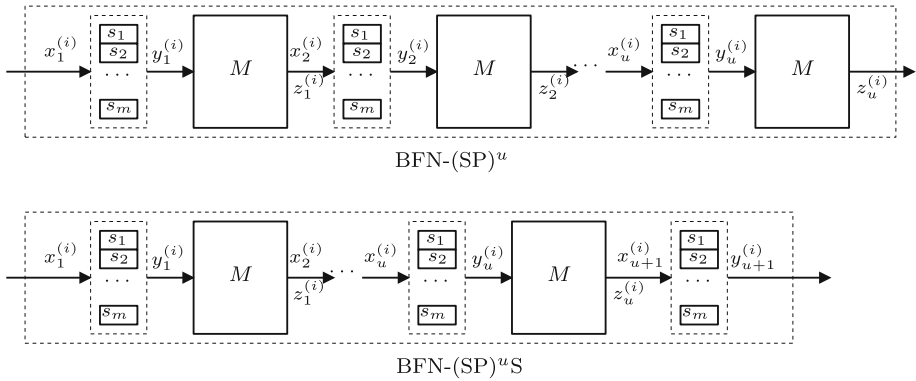 x_1^{(i)} s_1 s_2 ... s_m y_1^{(i)} M x_2^{(i)} z_1^{(i)} s_1 s_2 ... s_m y_2^{(i)} M z_2^{(i)} ... x_u^{(i)} s_1 s_2 ... s_m y_u^{(i)} M z_u^{(i)}
BFN-(SP)^u
x_1^{(i)} s_1 s_2 ... s_m y_1^{(i)} M x_2^{(i)} z_1^{(i)} ... x_u^{(i)} s_1 s_2 ... s_m y_u^{(i)} M x_{u+1}^{(i)} z_u^{(i)} s_1 s_2 ... s_m y_{u+1}^{(i)}
BFN-(SP)^uS